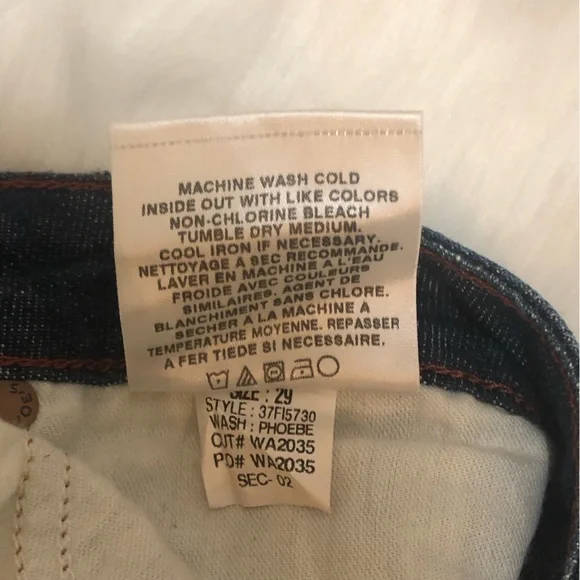 MACHINE WASH COLD
INSIDE OUT WITH LIKE COLORS
NON-CHLORINE BLEACH
TUMBLE DRY MEDIUM.
COOL IRON IF NECESSARY.
NETTOYAGE A SEC RECOMMANDE.
LAVER EN MACHINE A L'EAU
FROIDE AVEC COULEURS
SIMILAIRES. AGENT DE
BLANCHIMENT SANS CHLORE.
SECHER A LA MACHINE A
TEMPERATURE MOYENNE. REPASSER
A FER TIEDE SI NECESSAIRE.
SIZE : 29
STYLE : 37FI5730
WASH : PHOEBE
CUT# WA2035
PO# WA2035
SEC- 02